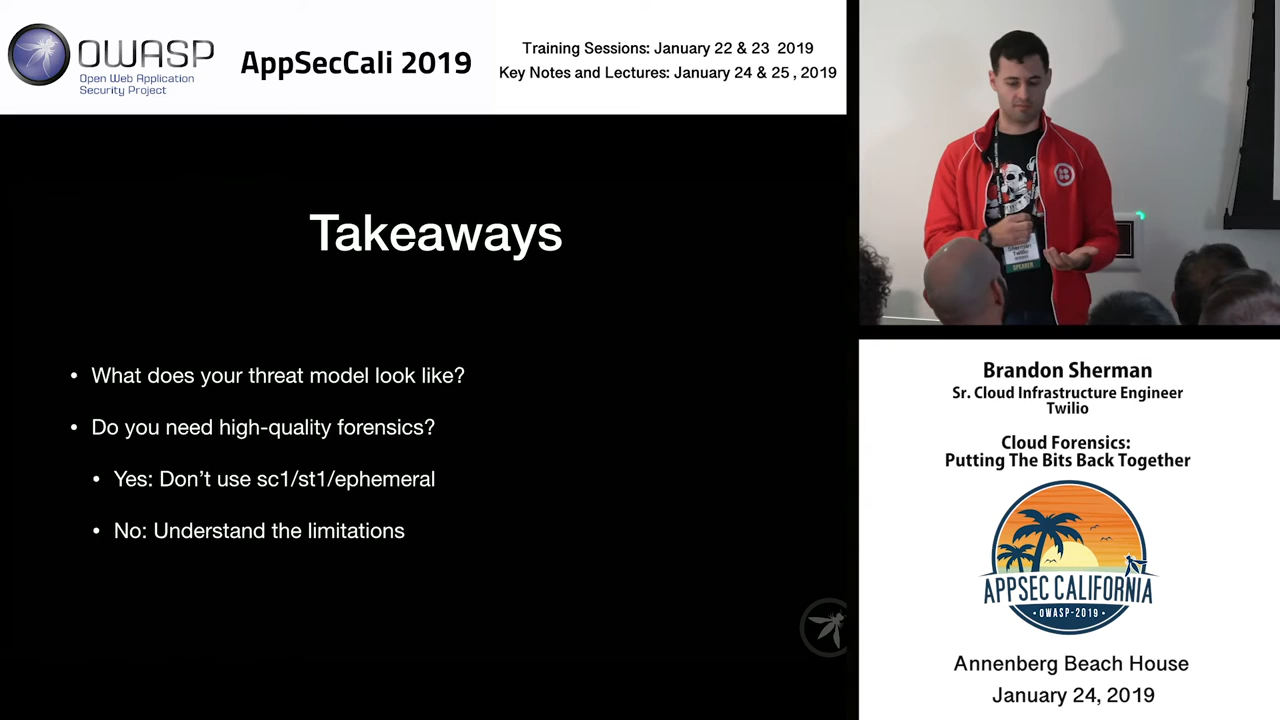 OWASP
Open Web Application
Security Project
AppSecCali 2019
Training Sessions: January 22 & 23 2019
Key Notes and Lectures: January 24 & 25 , 2019
Takeaways
• What does your threat model look like?
• Do you need high-quality forensics?
• Yes: Don’t use sc1/st1/ephemeral
• No: Understand the limitations
Sherman
Twilio
SPEAKER
Brandon Sherman
Sr. Cloud Infrastructure Engineer
Twilio
Cloud Forensics:
Putting The Bits Back Together
APPSEC CALIFORNIA
• OWASP-2019 •
Annenberg Beach House
January 24, 2019